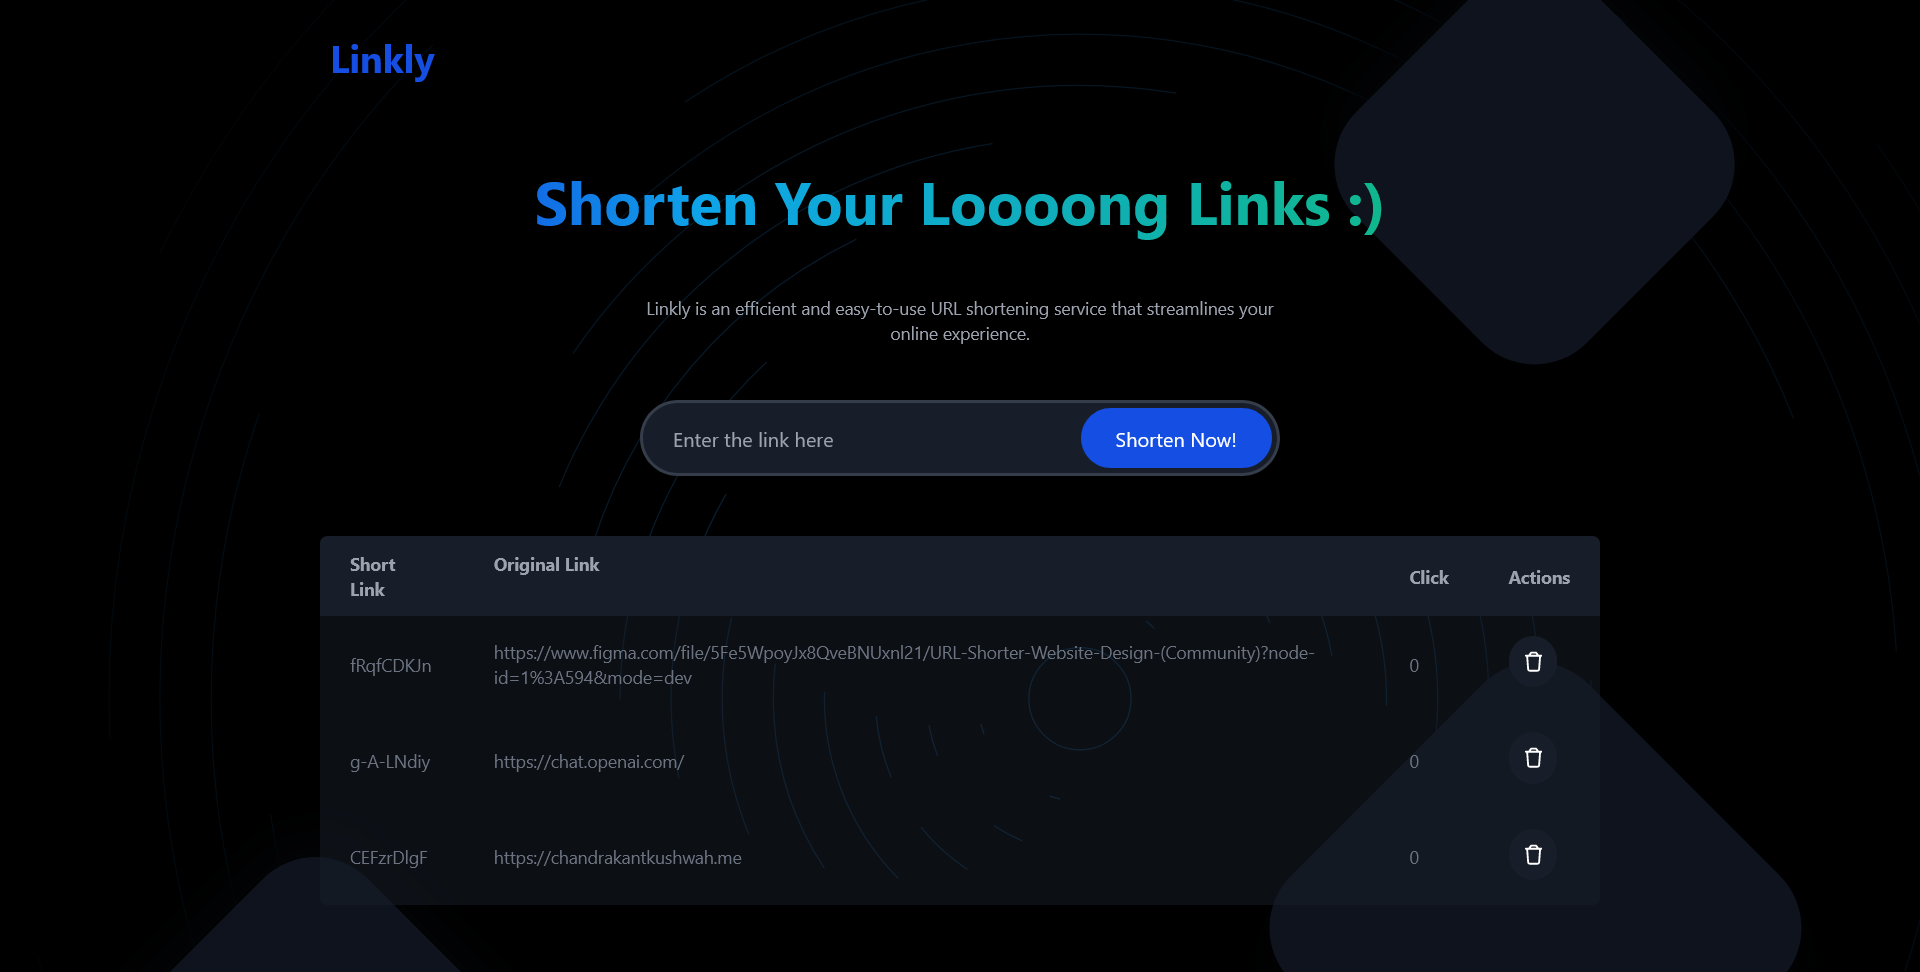 Linkly
Shorten Your Loooong Links :)
Linkly is an efficient and easy-to-use URL shortening service that streamlines your
online experience.
Enter the link here
Shorten Now!
Short
Link
Original Link
Click
Actions
fRqfCDKJn
https://www.figma.com/file/5Fe5WpoyJx8QveBNUxnl21/URL-Shorter-Website-Design-(Community)?node-
id=1%3A594&mode=dev
0
g-A-LNdiy
https://chat.openai.com/
0
CEFzrDlgF
https://chandrakantkushwah.me
0